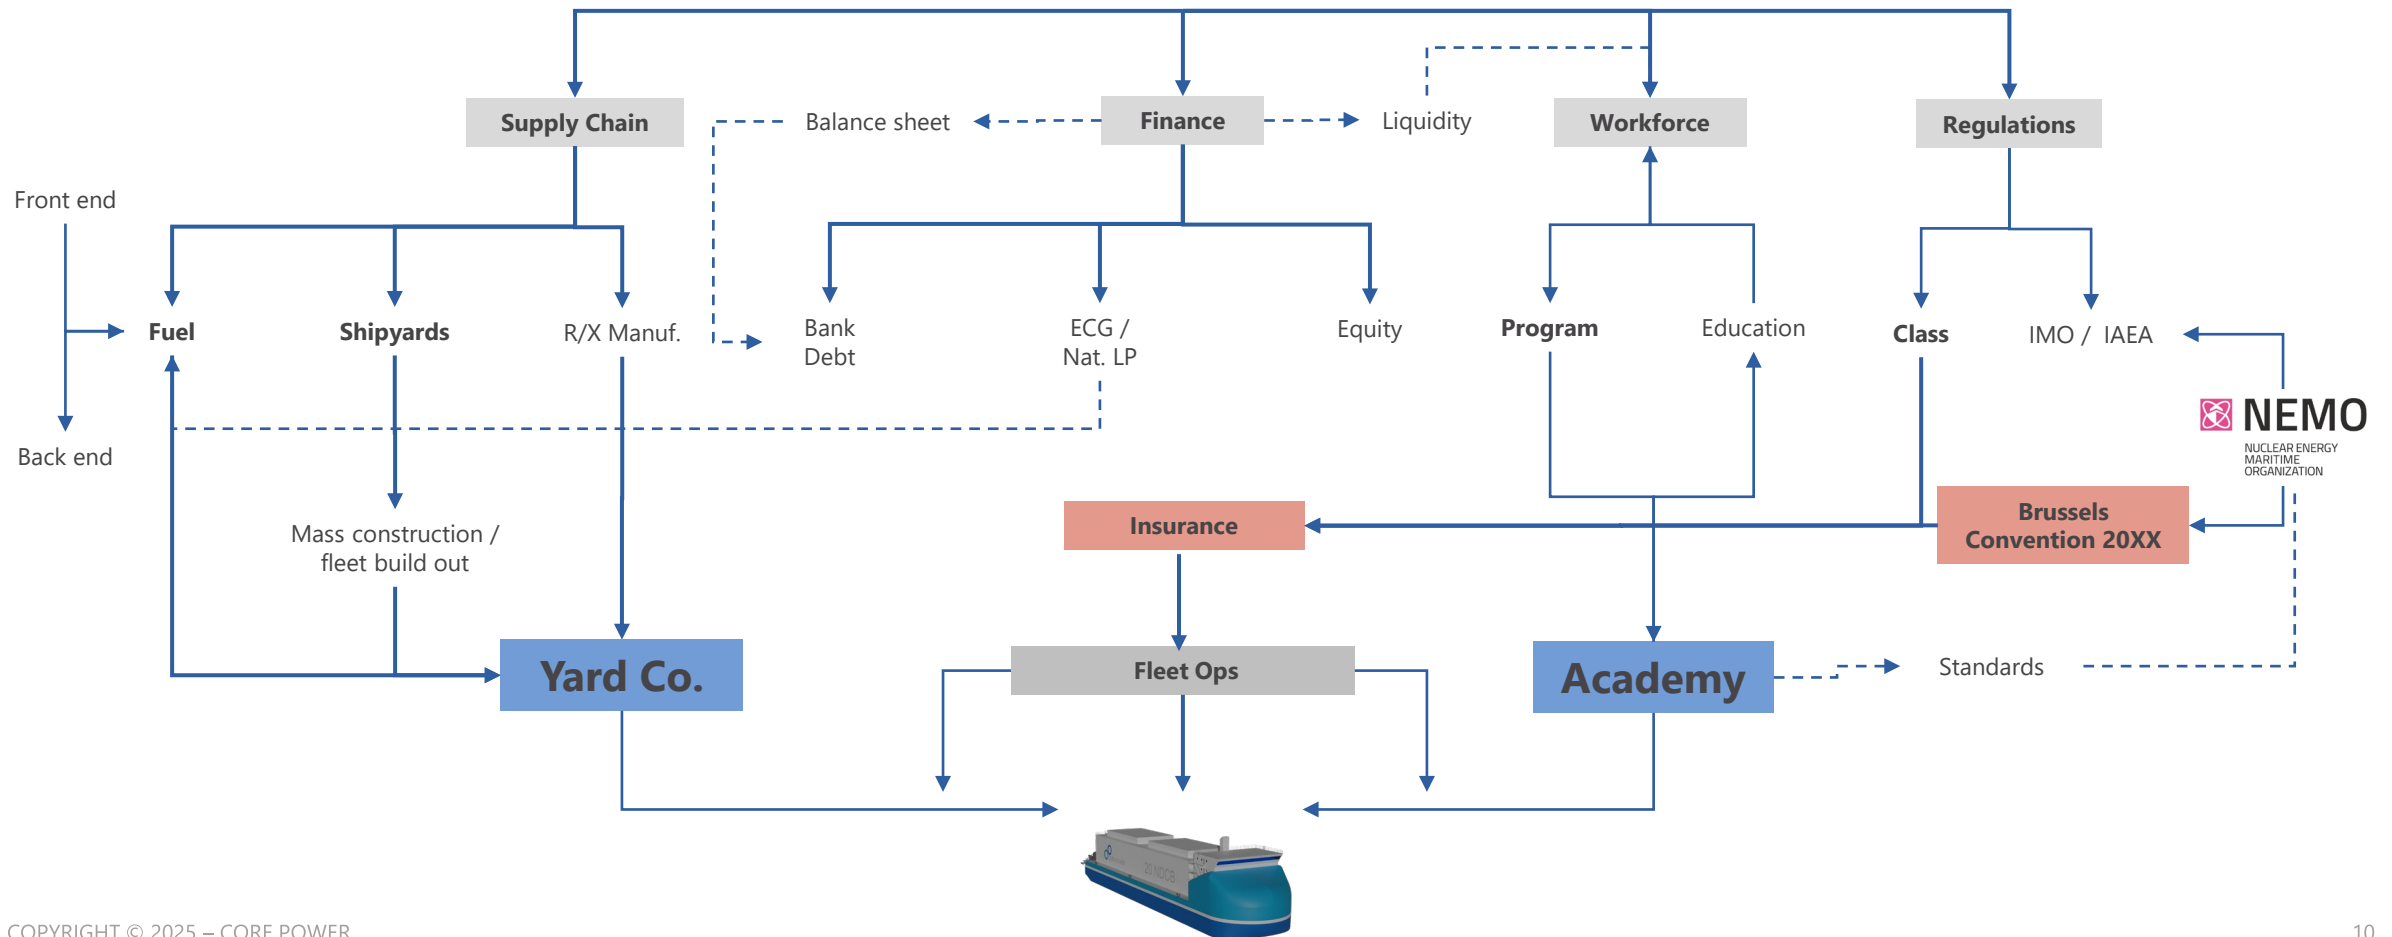 Supply Chain
Balance sheet
Finance
Liquidity
Workforce
Regulations
Front end
Fuel
Shipyards
R/X Manuf.
Bank
Debt
ECG /
Nat. LP
Equity
Program
Education
Class
IMO / IAEA
NEMO
NUCLEAR ENERGY
MARITIME
ORGANIZATION
Back end
Mass construction /
fleet build out
Insurance
Brussels
Convention 20XX
Yard Co.
Fleet Ops
Academy
Standards
20 NDCB
COPYRIGHT © 2025 – CORE POWER
10